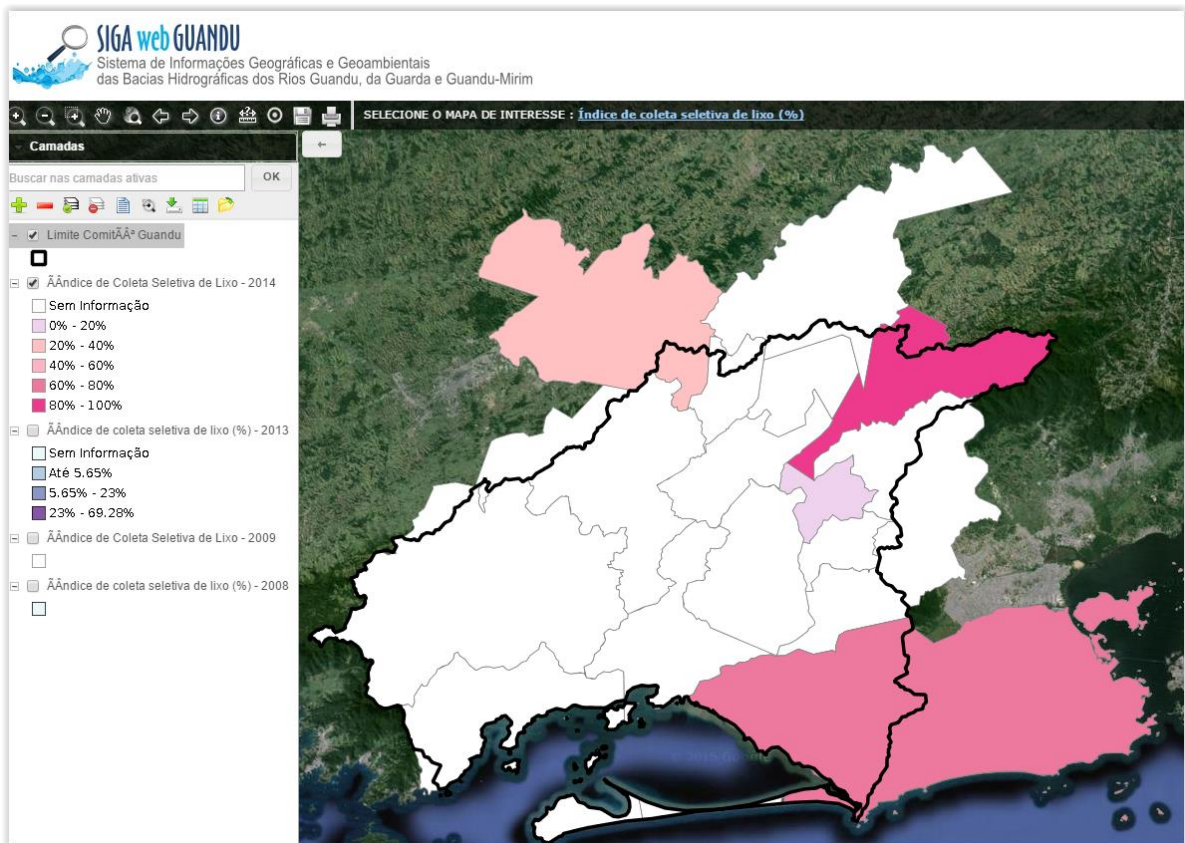 SIGA web GUANDU
Sistema de Informações Geográficas e Geoambientais
das Bacias Hidrográficas dos Rios Guandu, da Guarda e Guandu-Mirim
SELECIONE O MAPA DE INTERESSE : Índice de coleta seletiva de lixo (%)
Camadas
Buscar nas camadas ativas
OK
Limite ComitÃÂª Guandu
ÃÂndice de Coleta Seletiva de Lixo - 2014
Sem Informação
0% - 20%
20% - 40%
40% - 60%
60% - 80%
80% - 100%
ÃÂndice de coleta seletiva de lixo (%) - 2013
Sem Informação
Até 5.65%
5.65% - 23%
23% - 69.28%
ÃÂndice de Coleta Seletiva de Lixo - 2009
ÃÂndice de coleta seletiva de lixo (%) - 2008